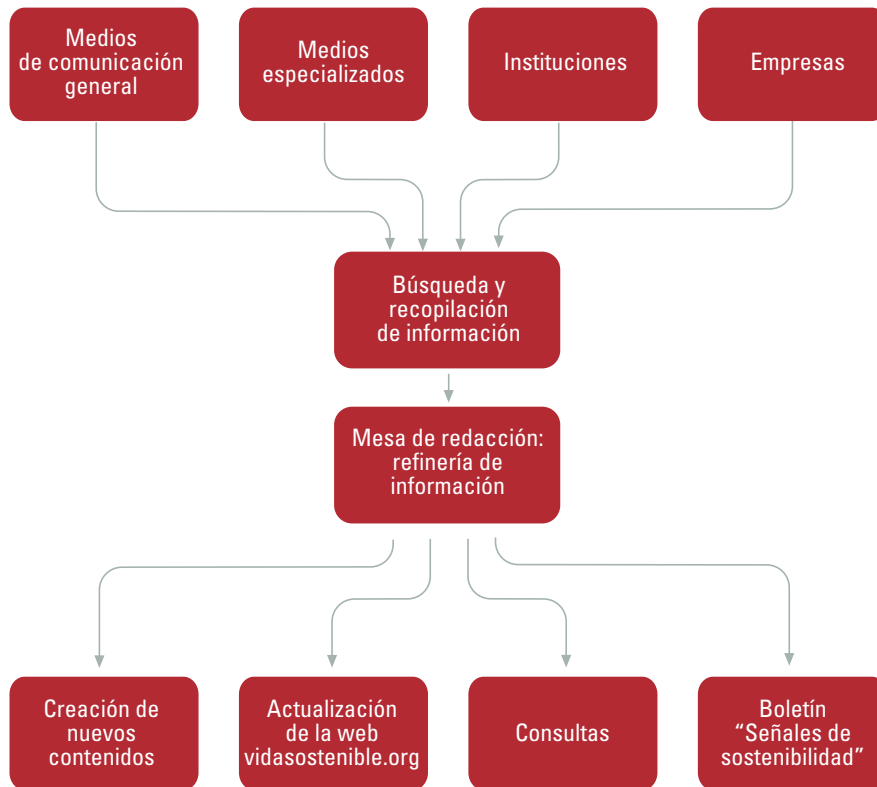 Medios
de comunicación
general
Medios
especializados
Instituciones
Empresas
Búsqueda y
recopilación
de información
Mesa de redacción:
refinería de
información
Creación de
nuevos
contenidos
Actualización
de la web
vidasostenible.org
Consultas
Boletín
“Señales de
sostenibilidad”